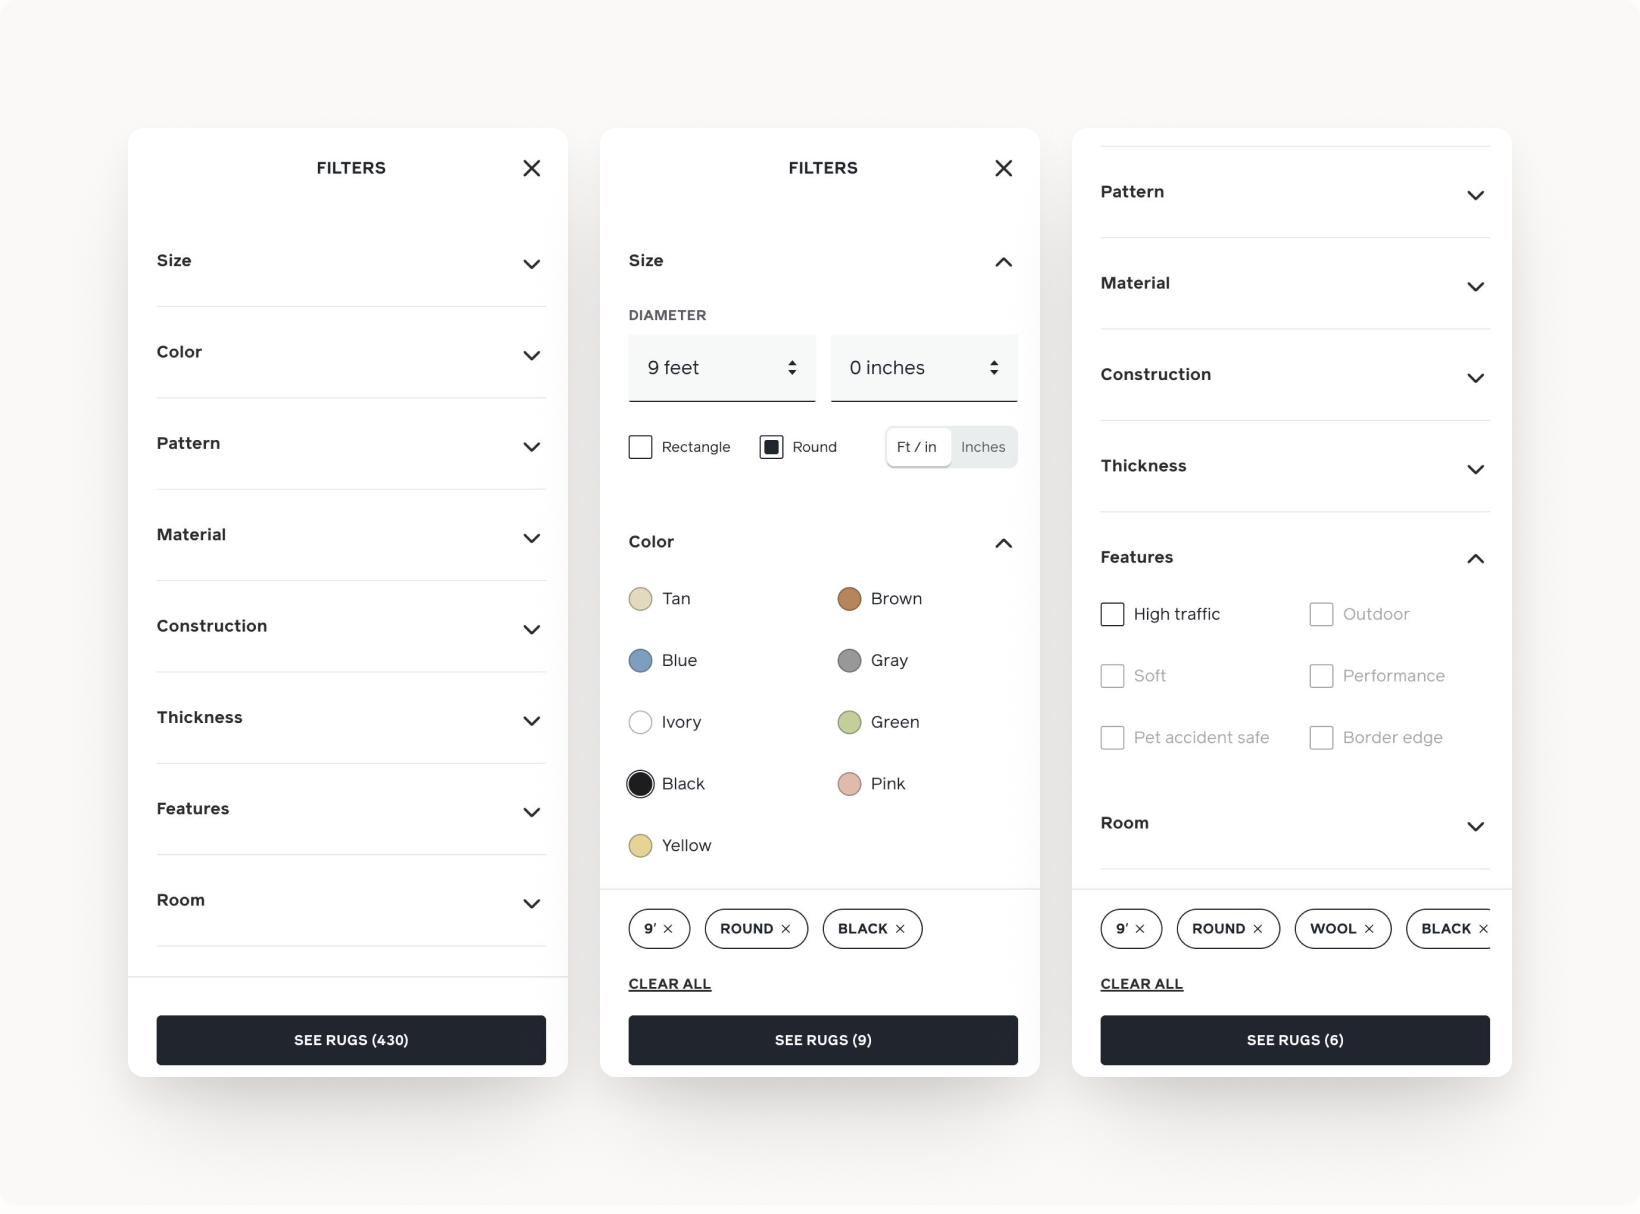 FILTERS
Size
Color
Pattern
Material
Construction
Thickness
Features
Room
SEE RUGS (430)
FILTERS
Size
DIAMETER
9 feet 0 inches
Rectangle Round Ft / in Inches
Color
Tan Brown
Blue Gray
Ivory Green
Black Pink
Yellow
9′ × ROUND × BLACK ×
CLEAR ALL
SEE RUGS (9)
Pattern
Material
Construction
Thickness
Features
High traffic Outdoor
Soft Performance
Pet accident safe Border edge
Room
9′ × ROUND × WOOL × BLACK ×
CLEAR ALL
SEE RUGS (6)